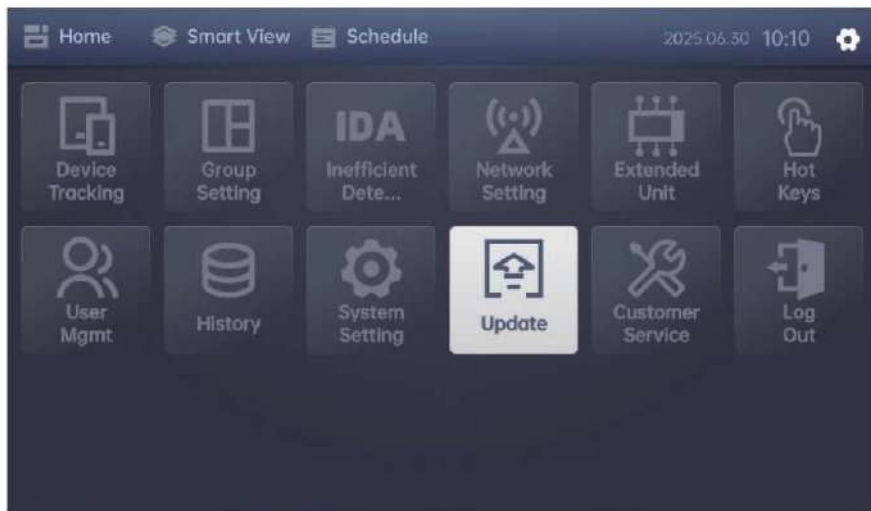 Home Smart View Schedule 2025.06.30 10:10
Device
Tracking
Group
Setting
IDA
Inefficient
Dete...
Network
Setting
Extended
Unit
Hot
Keys
User
Mgmt
History
System
Setting
Update
Customer
Service
Log
Out